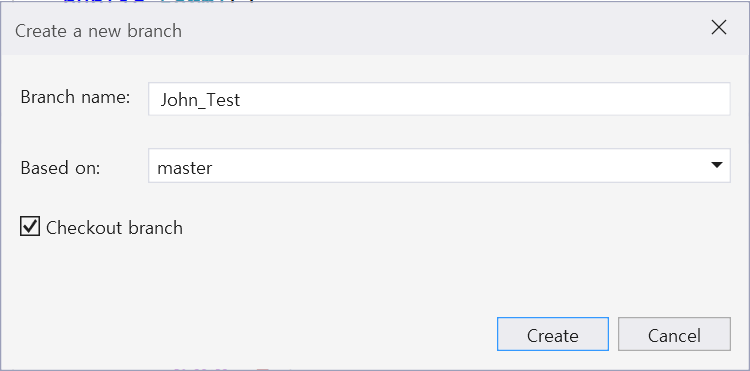 Create a new branch
Branch name: John_Test
Based on: master
Checkout branch
Create Cancel